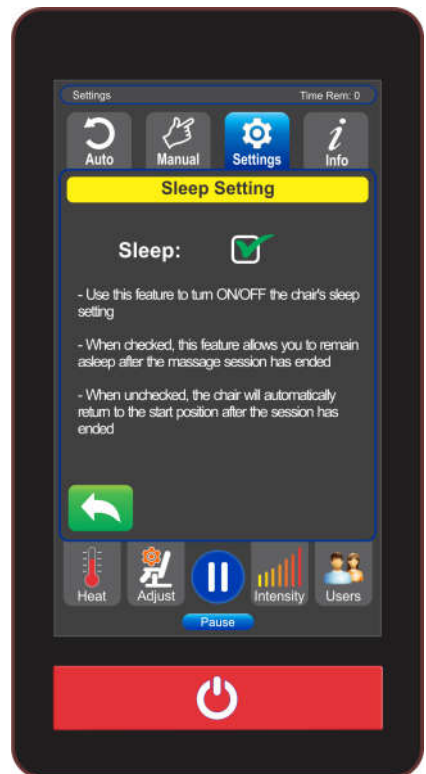 Settings Time Rem: 0
Auto Manual Settings Info
Sleep Setting
Sleep:
- Use this feature to turn ON/OFF the chair's sleep
setting
- When checked, this feature allows you to remain
asleep after the massage session has ended
- When unchecked, the chair will automatically
return to the start position after the session has
ended
Heat Adjust Intensity Users
Pause